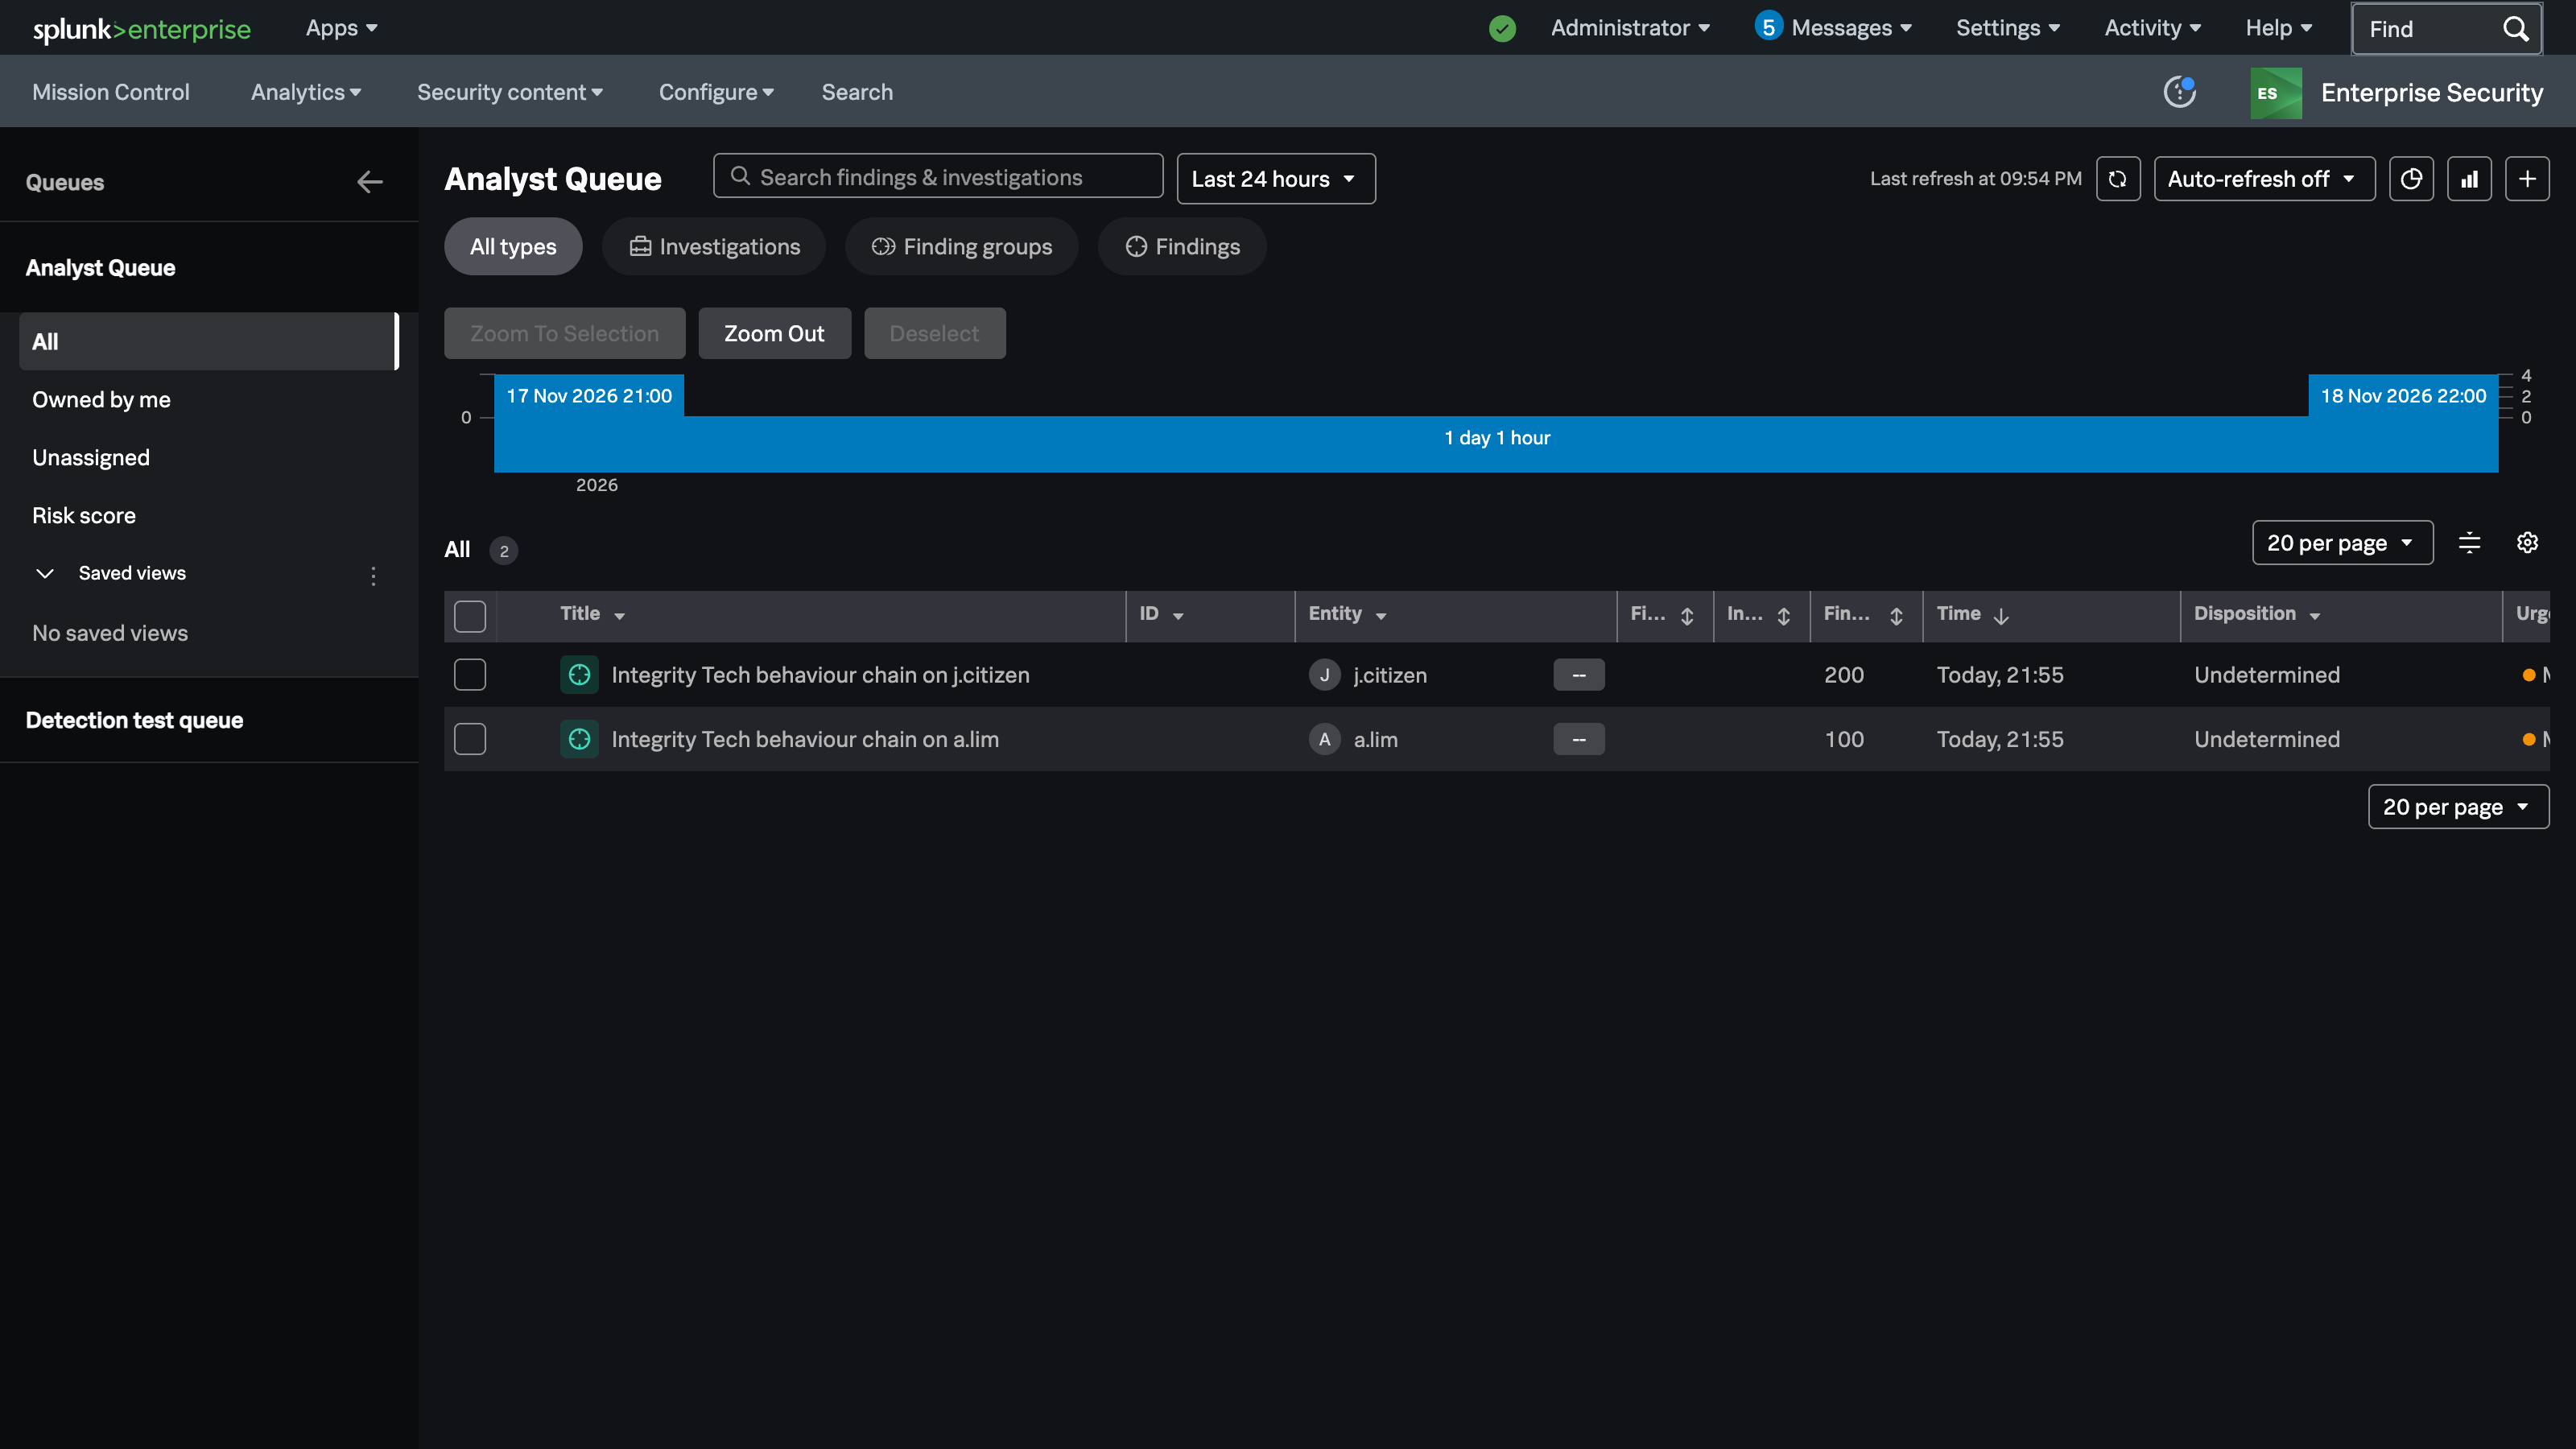 splunk>enterprise Apps Administrator 5 Messages Settings Activity Help Find
Mission Control Analytics Security content Configure Search ES Enterprise Security
Queues
Analyst Queue
All
Owned by me
Unassigned
Risk score
Saved views
No saved views
Detection test queue
Analyst Queue Search findings & investigations Last 24 hours Last refresh at 09:54 PM Auto-refresh off
All types Investigations Finding groups Findings
Zoom To Selection Zoom Out Deselect
17 Nov 2026 21:00 18 Nov 2026 22:00 4
2
0 0
1 day 1 hour
2026
All 2 20 per page
Title ID Entity Fi... In... Fin... Time Disposition Urg
Integrity Tech behaviour chain on j.citizen J j.citizen -- 200 Today, 21:55 Undetermined
Integrity Tech behaviour chain on a.lim A a.lim -- 100 Today, 21:55 Undetermined
20 per page